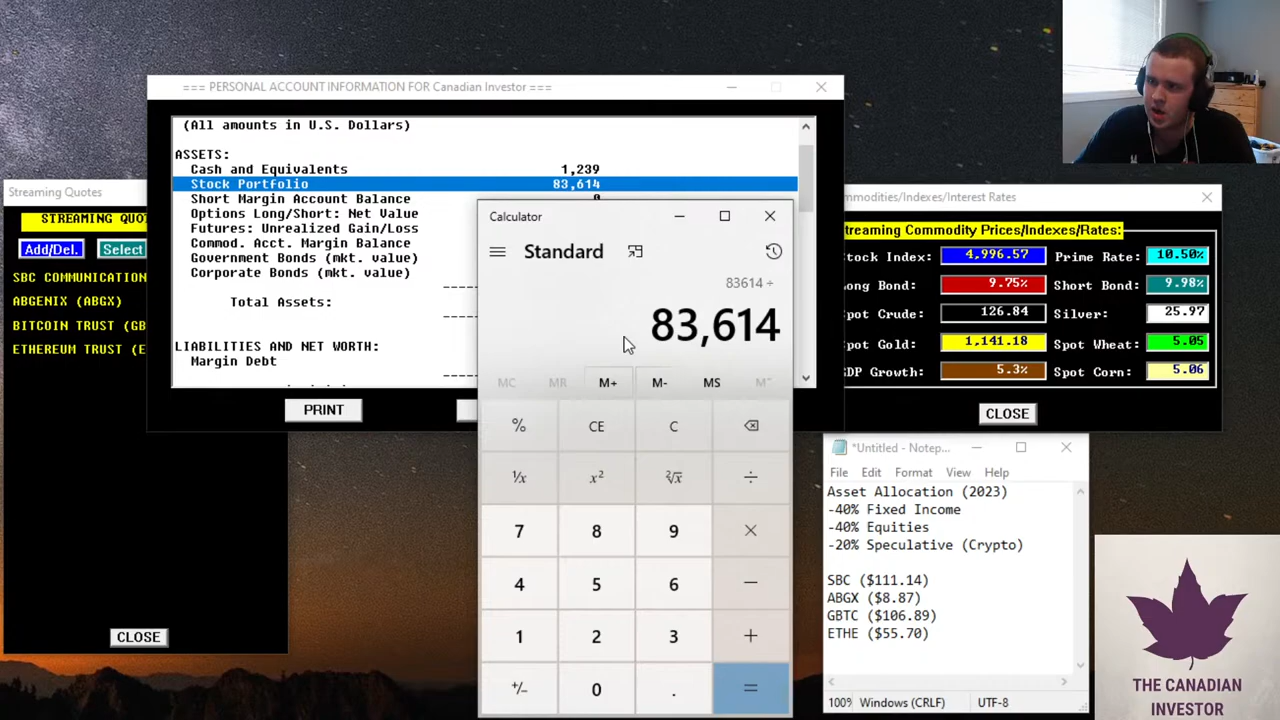 === PERSONAL ACCOUNT INFORMATION FOR Canadian Investor ===
(All amounts in U.S. Dollars)
ASSETS:
Cash and Equivalents 1,239
Stock Portfolio 83,614
Short Margin Account Balance 0
Options Long/Short: Net Value
Futures: Unrealized Gain/Loss
Commod. Acct. Margin Balance
Government Bonds (mkt. value)
Corporate Bonds (mkt. value)
Total Assets:
LIABILITIES AND NET WORTH:
Margin Debt
PRINT
Streaming Quotes
STREAMING QUO
Add/Del. Select
SBC COMMUNICATION
ABGENIX (ABGX)
BITCOIN TRUST (GB
ETHEREUM TRUST (E
CLOSE
Calculator
Standard
83614 ÷
83,614
MC MR M+ M- MS M
% CE C
¹/x x² ²√x ÷
7 8 9 ×
4 5 6 −
1 2 3 +
+/− 0 . =
mmodities/Indexes/Interest Rates
Streaming Commodity Prices/Indexes/Rates:
Stock Index: 4,996.57 Prime Rate: 10.50%
Long Bond: 9.75% Short Bond: 9.98%
Spot Crude: 126.84 Silver: 25.97
Spot Gold: 1,141.18 Spot Wheat: 5.05
GDP Growth: 5.3% Spot Corn: 5.06
CLOSE
*Untitled - Notep...
File Edit Format View Help
Asset Allocation (2023)
-40% Fixed Income
-40% Equities
-20% Speculative (Crypto)
SBC ($111.14)
ABGX ($8.87)
GBTC ($106.89)
ETHE ($55.70)
100% Windows (CRLF) UTF-8
THE CANADIAN
INVESTOR